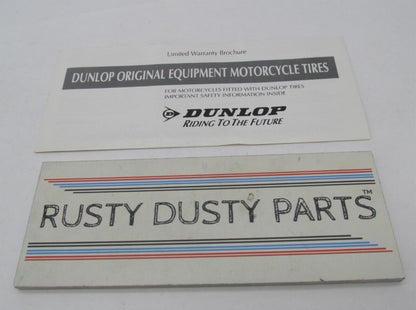 Limited Warranty Brochure
DUNLOP ORIGINAL EQUIPMENT MOTORCYCLE TIRES
FOR MOTORCYCLES FITTED WITH DUNLOP TIRES
IMPORTANT SAFETY INFORMATION INSIDE
DUNLOP
RIDING TO THE FUTURE
RUSTY DUSTY PARTS™